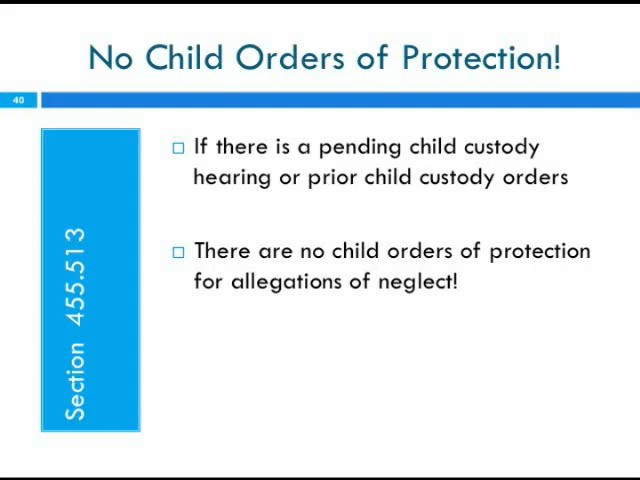 No Child Orders of Protection!
40
Section 455.513
If there is a pending child custody
hearing or prior child custody orders
There are no child orders of protection
for allegations of neglect!